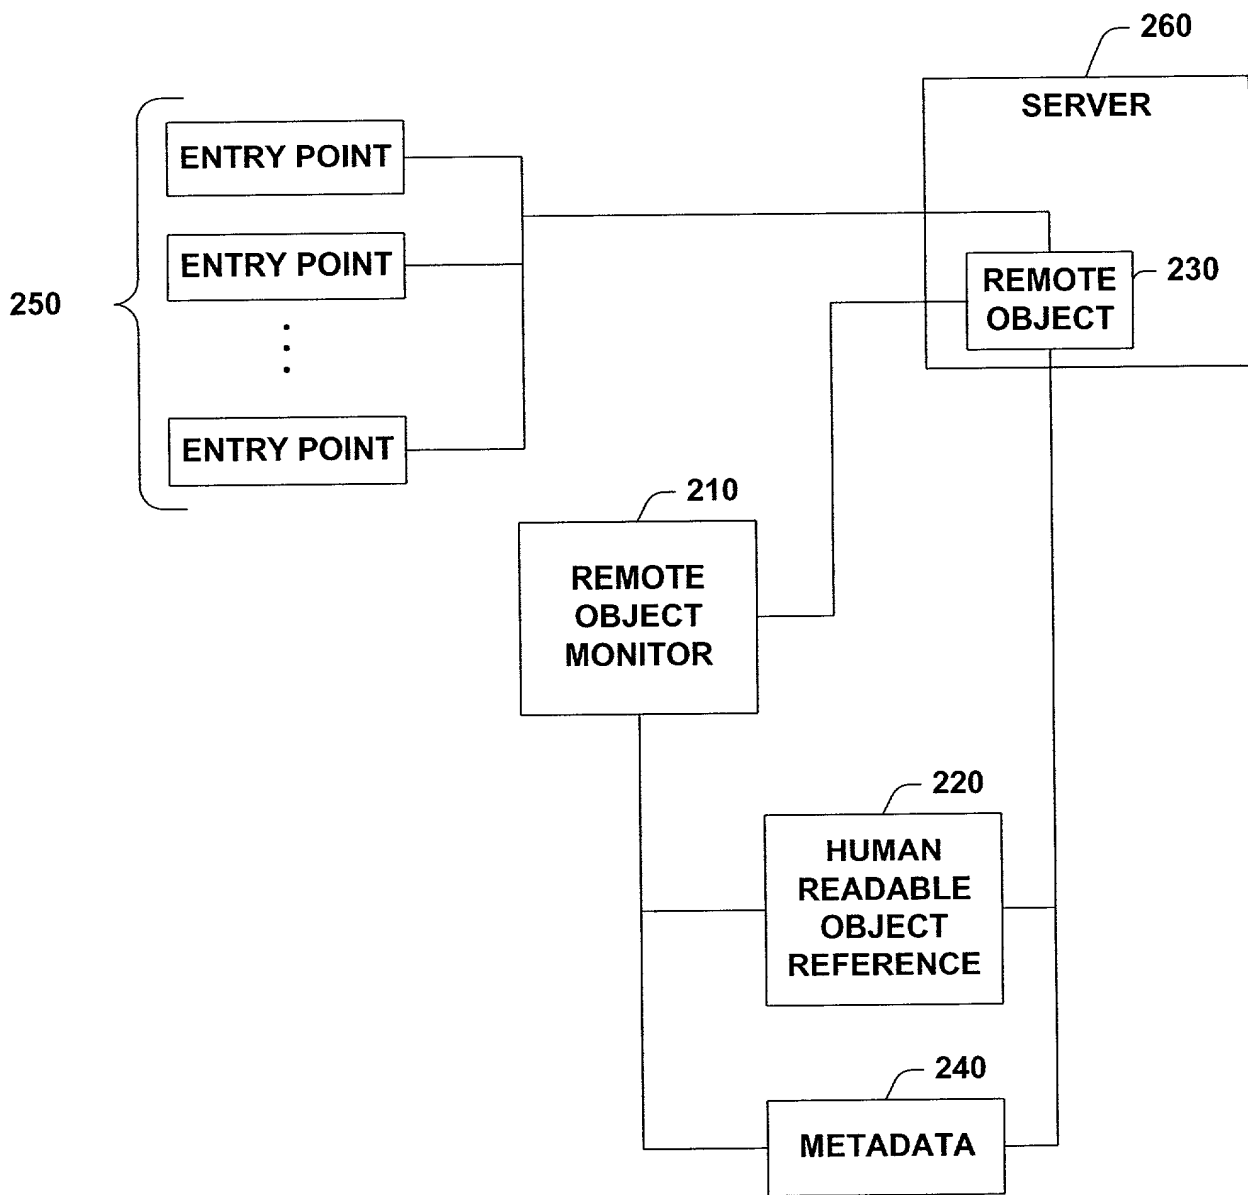 260
SERVER
ENTRY POINT
ENTRY POINT
250
REMOTE
OBJECT
230
ENTRY POINT
210
REMOTE
OBJECT
MONITOR
220
HUMAN
READABLE
OBJECT
REFERENCE
240
METADATA